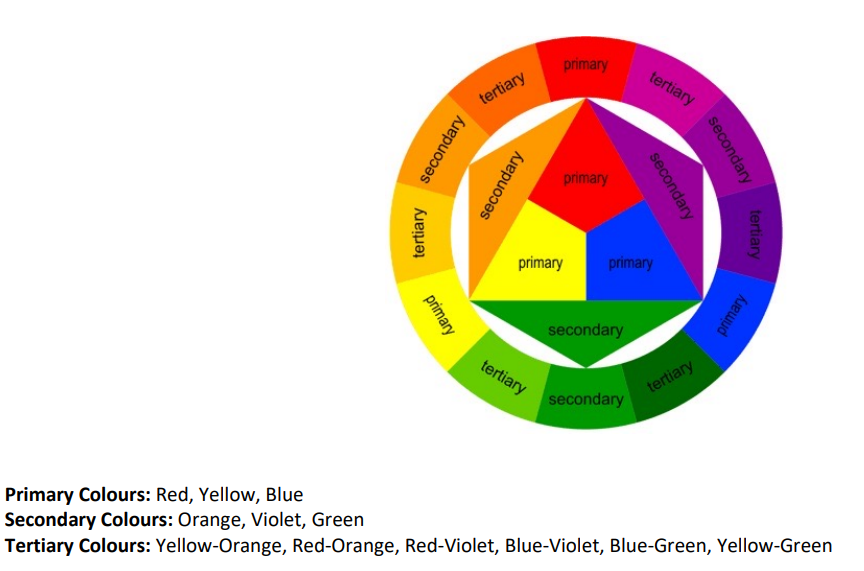 primary
tertiary
tertiary
secondary
secondary
secondary
secondary
primary
tertiary
tertiary
primary
primary
primary
primary
secondary
tertiary
tertiary
secondary
Primary Colours: Red, Yellow, Blue
Secondary Colours: Orange, Violet, Green
Tertiary Colours: Yellow-Orange, Red-Orange, Red-Violet, Blue-Violet, Blue-Green, Yellow-Green